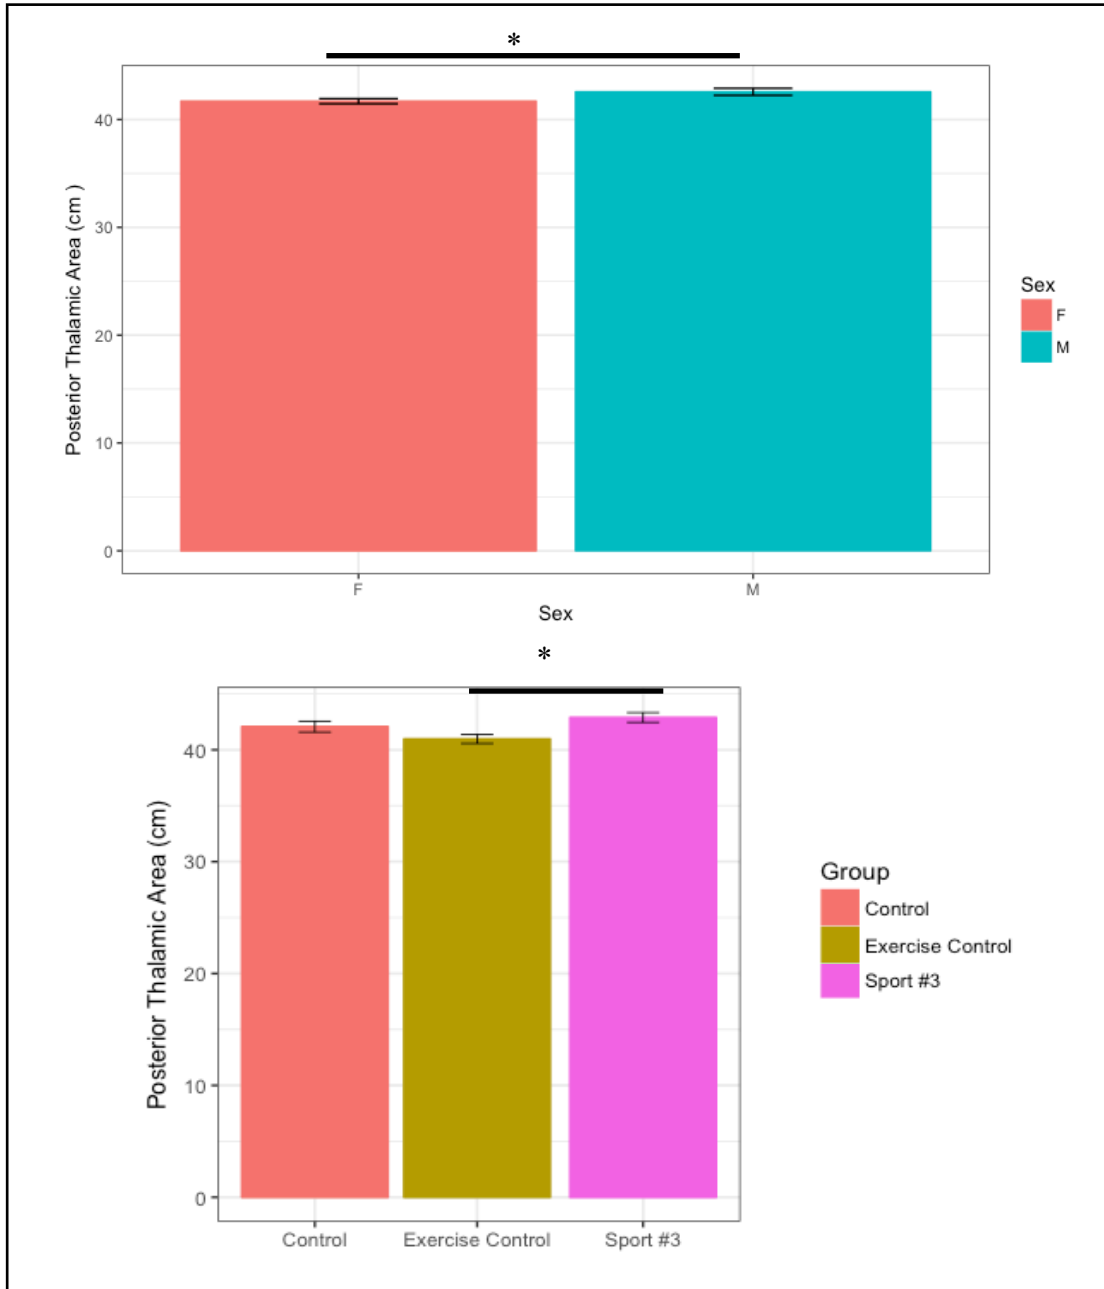 *
Posterior Thalamic Area (cm )
40
30
20
10
0
F
M
Sex
Sex
F
M
*
Posterior Thalamic Area (cm)
40
30
20
10
0
Control
Exercise Control
Sport #3
Group
Control
Exercise Control
Sport #3